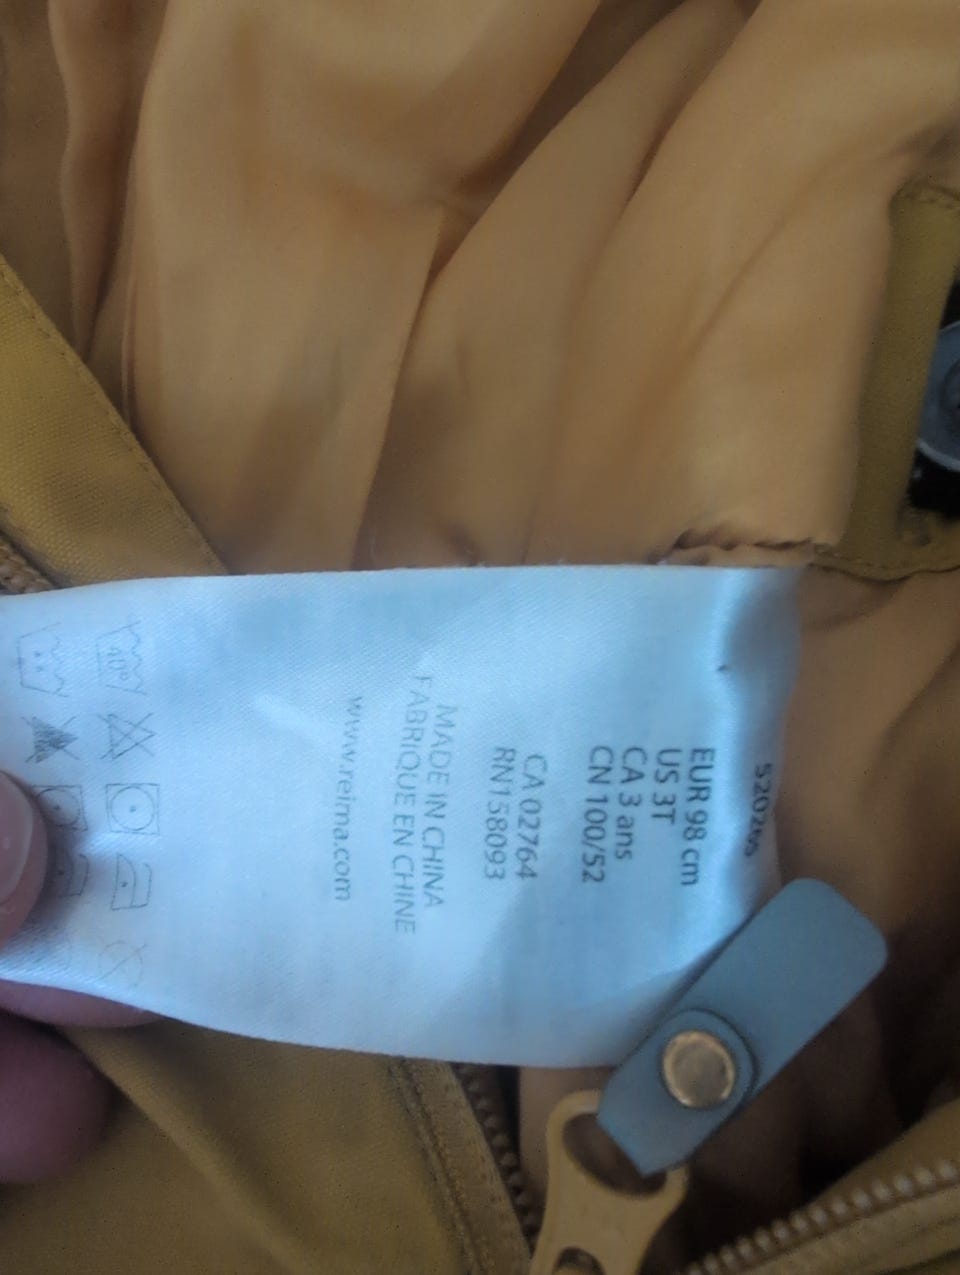 520265
EUR 98 cm
US 3T
CA 3 ans
CN 100/52
CA 02764
RN158093
MADE IN CHINA
FABRIQUE EN CHINE
www.reima.com
40°